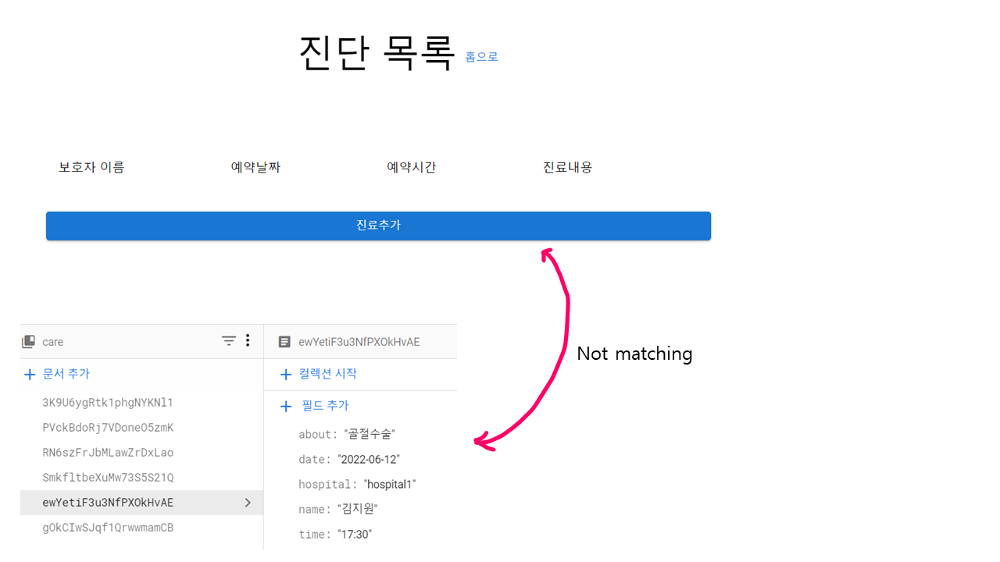 진단 목록 홈으로
보호자 이름 예약날짜 예약시간 진료내용
진료추가
Not matching
care
문서 추가
3K9U6ygRtk1phgNYKNl1
PVckBdoRj7VDoneO5zmK
RN6szFrJbMLawZrDxLao
SmkfltbeXuMw73S5S21Q
ewYetiF3u3NfPXOkHvAE
gOkCIwSJqf1QrwwmamCB
ewYetiF3u3NfPXOkHvAE
컬렉션 시작
필드 추가
about: "골절수술"
date: "2022-06-12"
hospital: "hospital1"
name: "김지원"
time: "17:30"